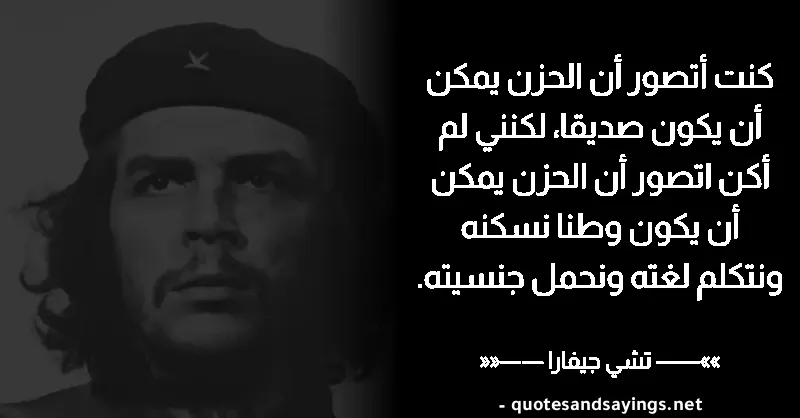 كنت أتصور أن الحزن يمكن
أن يكون صديقا، لكنني لم
أكن اتصور أن الحزن يمكن
أن يكون وطنا نسكنه
ونتكلم لغته ونحمل جنسيته.
»»—— تشي جيفارا ——««
- quotesandsayings.net